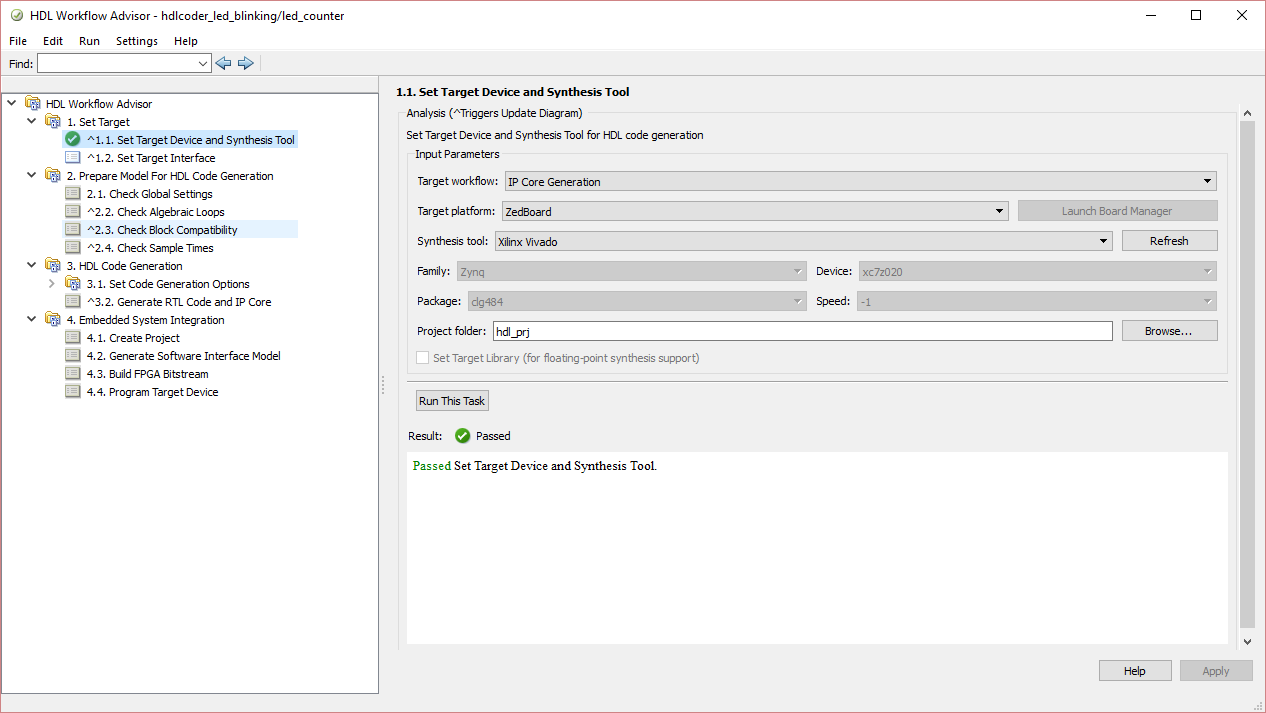 HDL Workflow Advisor - hdlcoder_led_blinking/led_counter
File Edit Run Settings Help
Find:
HDL Workflow Advisor
1. Set Target
^1.1. Set Target Device and Synthesis Tool
^1.2. Set Target Interface
2. Prepare Model For HDL Code Generation
2.1. Check Global Settings
^2.2. Check Algebraic Loops
^2.3. Check Block Compatibility
^2.4. Check Sample Times
3. HDL Code Generation
3.1. Set Code Generation Options
^3.2. Generate RTL Code and IP Core
4. Embedded System Integration
4.1. Create Project
4.2. Generate Software Interface Model
4.3. Build FPGA Bitstream
4.4. Program Target Device
1.1. Set Target Device and Synthesis Tool
Analysis (^Triggers Update Diagram)
Set Target Device and Synthesis Tool for HDL code generation
Input Parameters
Target workflow: IP Core Generation
Target platform: ZedBoard Launch Board Manager
Synthesis tool: Xilinx Vivado Refresh
Family: Zynq Device: xc7z020
Package: clg484 Speed: -1
Project folder: hdl_prj Browse...
Set Target Library (for floating-point synthesis support)
Run This Task
Result: Passed
Passed Set Target Device and Synthesis Tool.
Help Apply